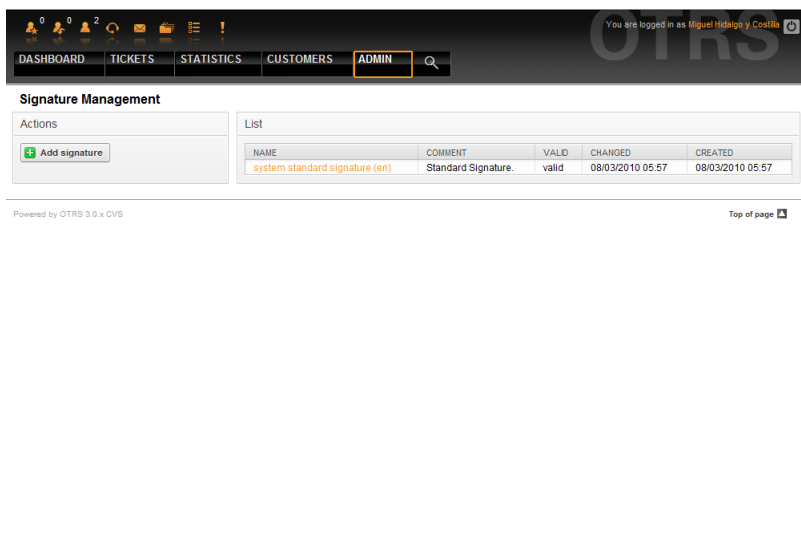 0 0 2
OTRS
You are logged in as Miguel Hidalgo y Costilla
DASHBOARD TICKETS STATISTICS CUSTOMERS ADMIN
Signature Management
Actions
Add signature
List
NAME COMMENT VALID CHANGED CREATED
system standard signature (en) Standard Signature. valid 08/03/2010 05:57 08/03/2010 05:57
Powered by OTRS 3.0.x CVS
Top of page